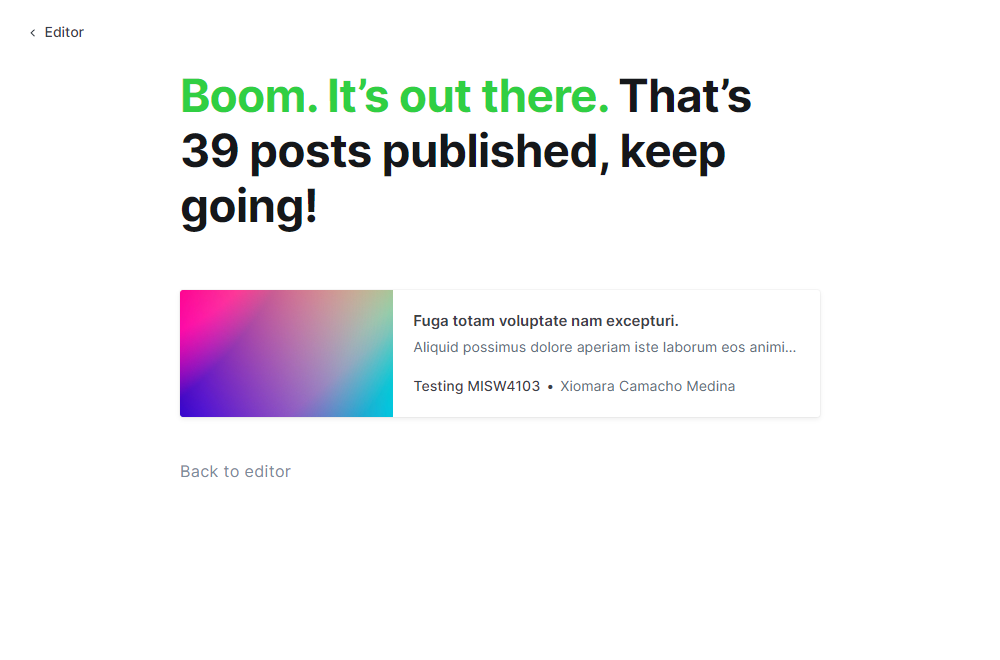 Editor
Boom. It’s out there. That’s
39 posts published, keep
going!
Fuga totam voluptate nam excepturi.
Aliquid possimus dolore aperiam iste laborum eos animi...
Testing MISW4103 • Xiomara Camacho Medina
Back to editor